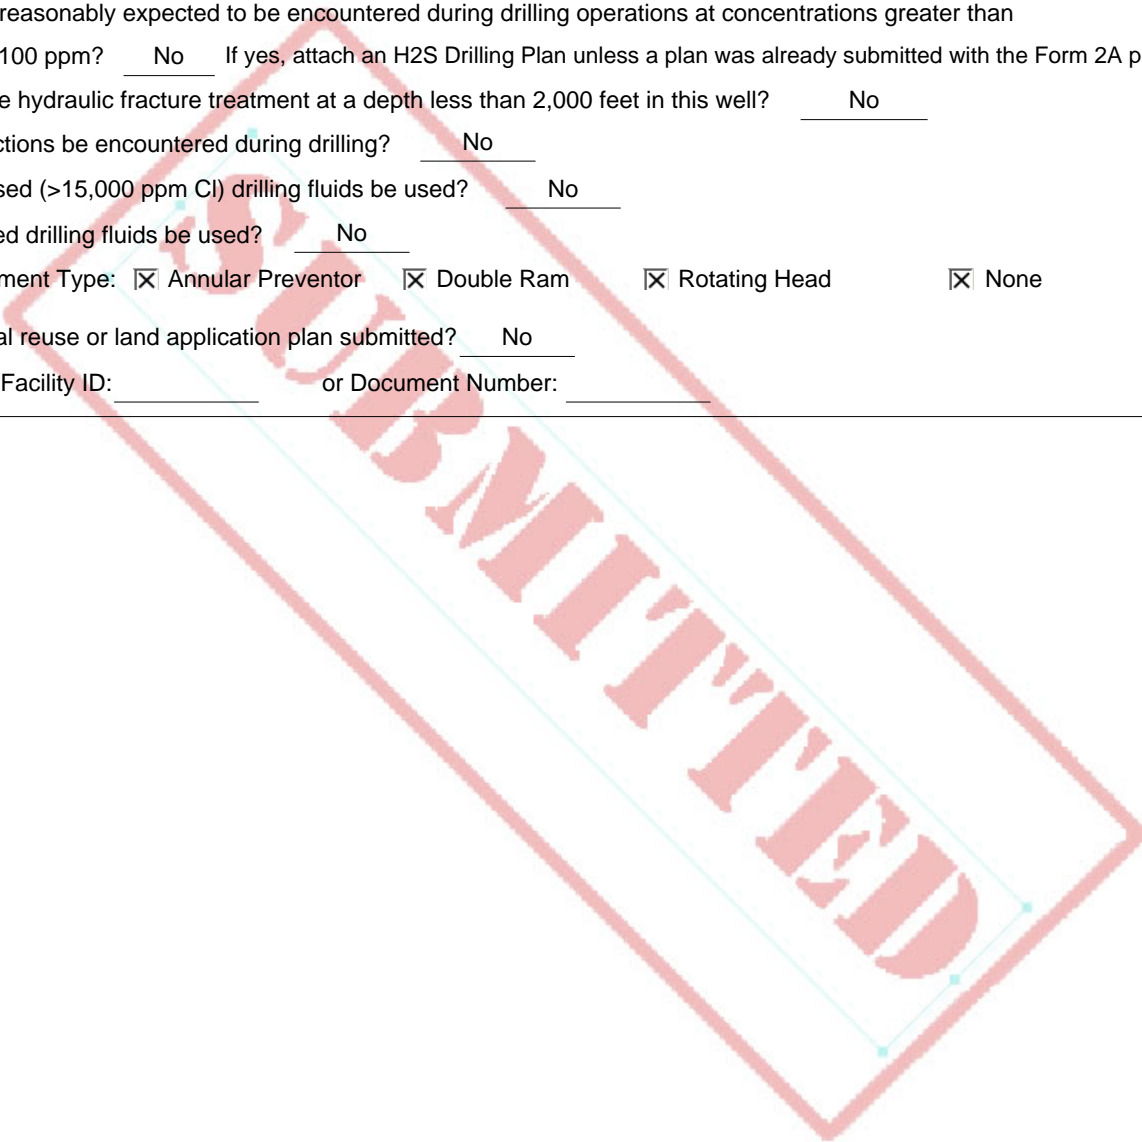 reasonably expected to be encountered during drilling operations at concentrations greater than
100 ppm? No If yes, attach an H2S Drilling Plan unless a plan was already submitted with the Form 2A p
e hydraulic fracture treatment at a depth less than 2,000 feet in this well? No
ctions be encountered during drilling? No
sed (>15,000 ppm Cl) drilling fluids be used? No
ed drilling fluids be used? No
ment Type: ☒ Annular Preventor ☒ Double Ram ☒ Rotating Head ☒ None
al reuse or land application plan submitted? No
Facility ID: or Document Number:
SUBMITTED